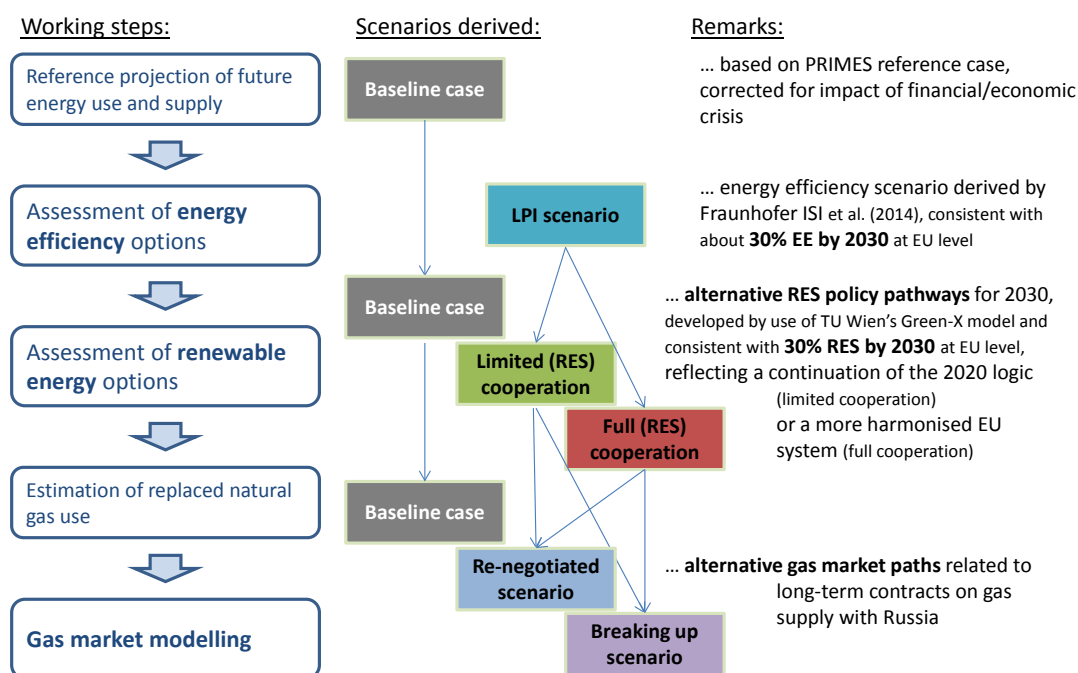 Working steps:
Scenarios derived:
Remarks:
Reference projection of future
energy use and supply
Baseline case
... based on PRIMES reference case,
corrected for impact of financial/economic
crisis
Assessment of energy
efficiency options
LPI scenario
... energy efficiency scenario derived by
Fraunhofer ISI et al. (2014), consistent with
about 30% EE by 2030 at EU level
Assessment of renewable
energy options
Baseline case
Limited (RES)
cooperation
Full (RES)
cooperation
... alternative RES policy pathways for 2030,
developed by use of TU Wien's Green-X model and
consistent with 30% RES by 2030 at EU level,
reflecting a continuation of the 2020 logic
(limited cooperation)
or a more harmonised EU
system (full cooperation)
Estimation of replaced natural
gas use
Baseline case
Re-negotiated
scenario
... alternative gas market paths related to
long-term contracts on gas
supply with Russia
Gas market modelling
Breaking up
scenario